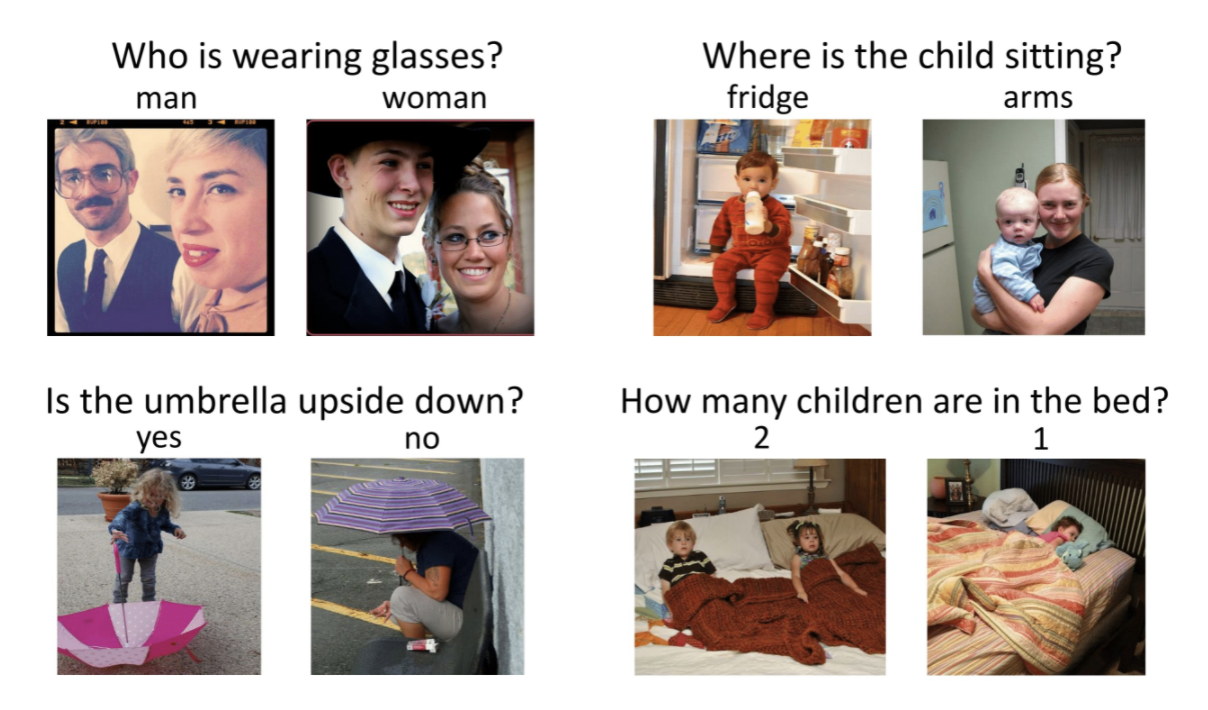 Who is wearing glasses?
man woman
Where is the child sitting?
fridge arms
Is the umbrella upside down?
yes no
How many children are in the bed?
2 1